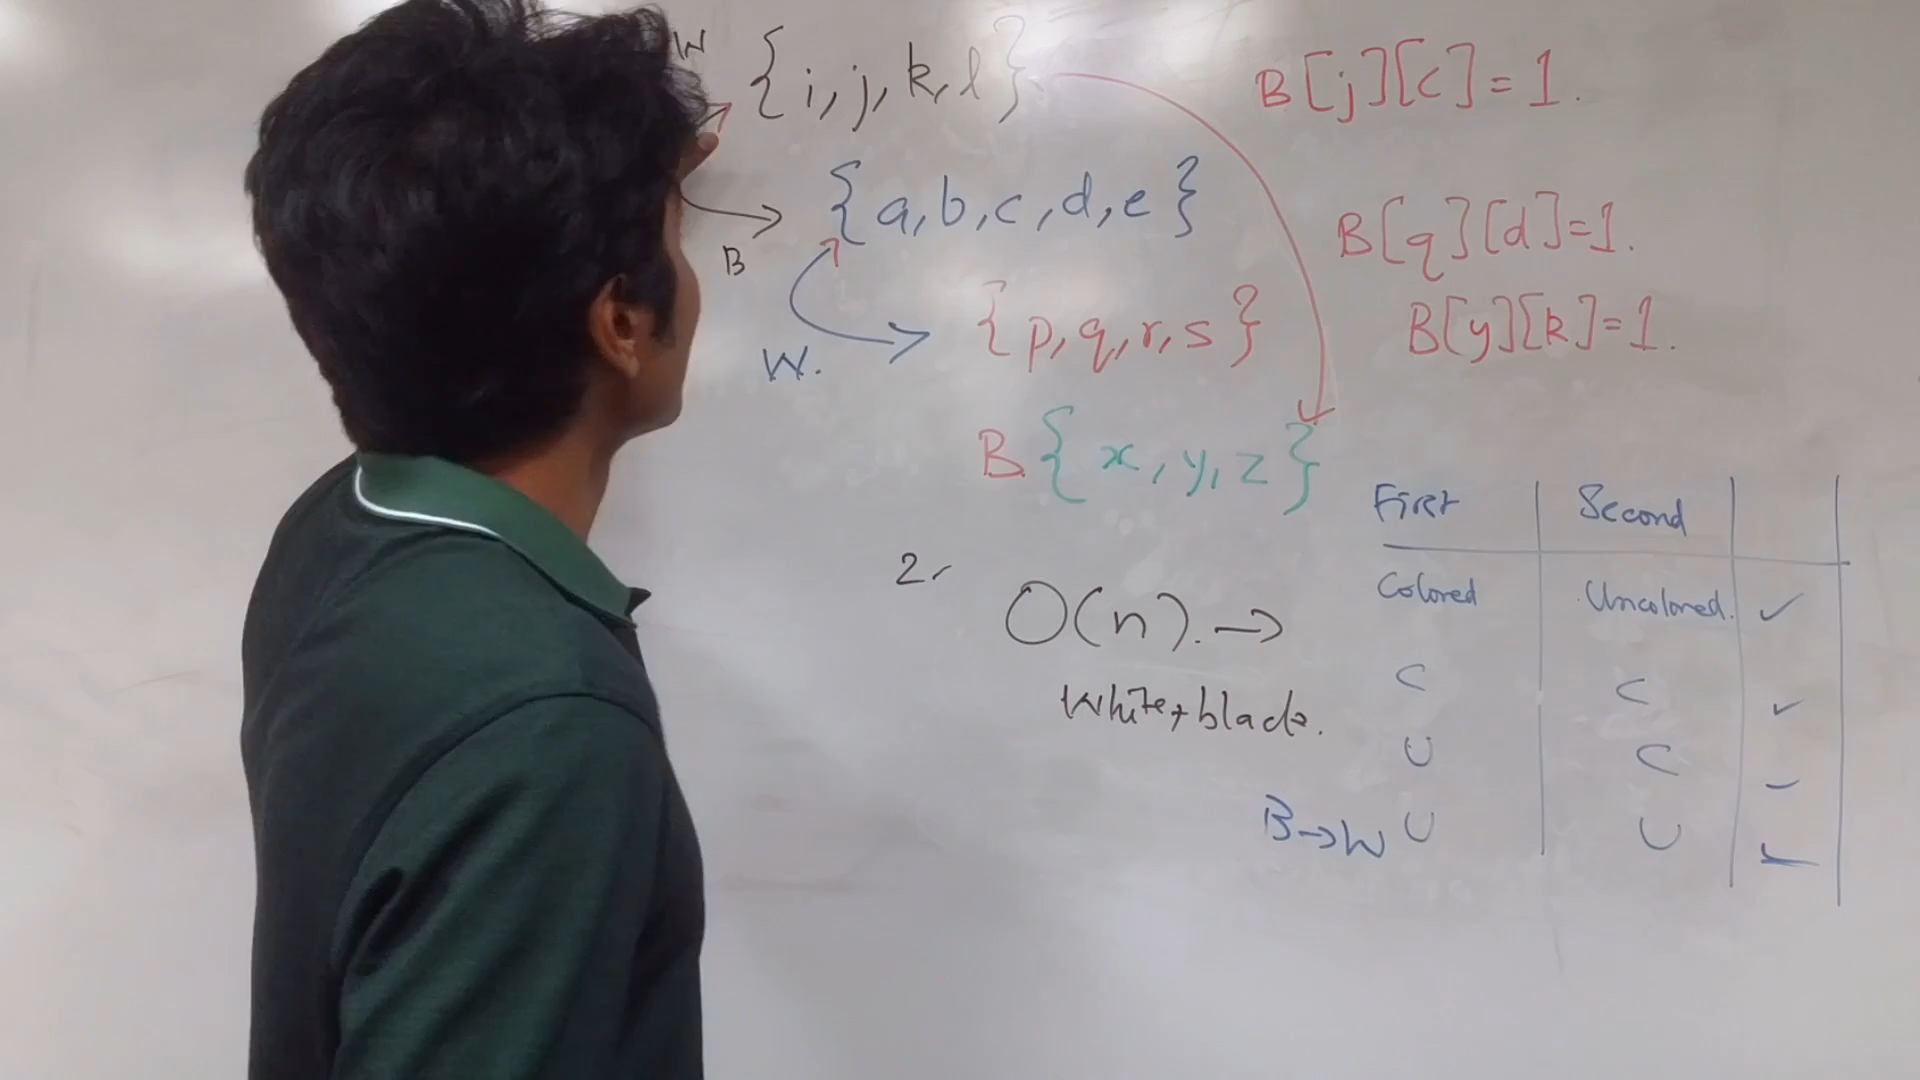 W {i, j, k, l}
B[j][c]=1.
B {a, b, c, d, e}
B[q][d]=1.
W. {p, q, r, s}
B[y][k]=1.
B {x, y, z}
First Second
2.
O(n). →
Colored Uncolored. ✓
White + black.
C C ✓
U C -
B→W U U ✓